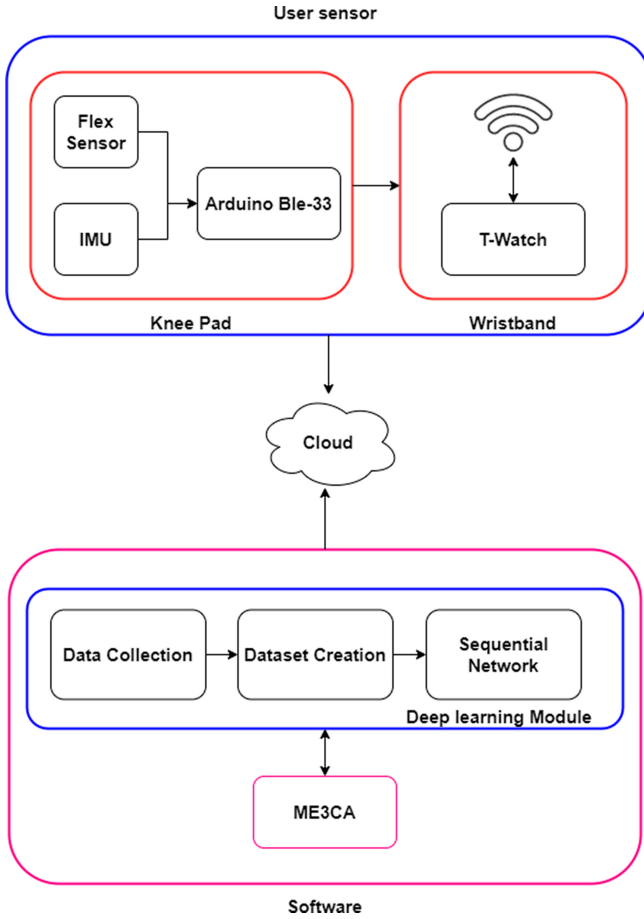 User sensor
Flex
Sensor
IMU
Arduino Ble-33
T-Watch
Knee Pad
Wristband
Cloud
Data Collection
Dataset Creation
Sequential
Network
Deep learning Module
ME3CA
Software